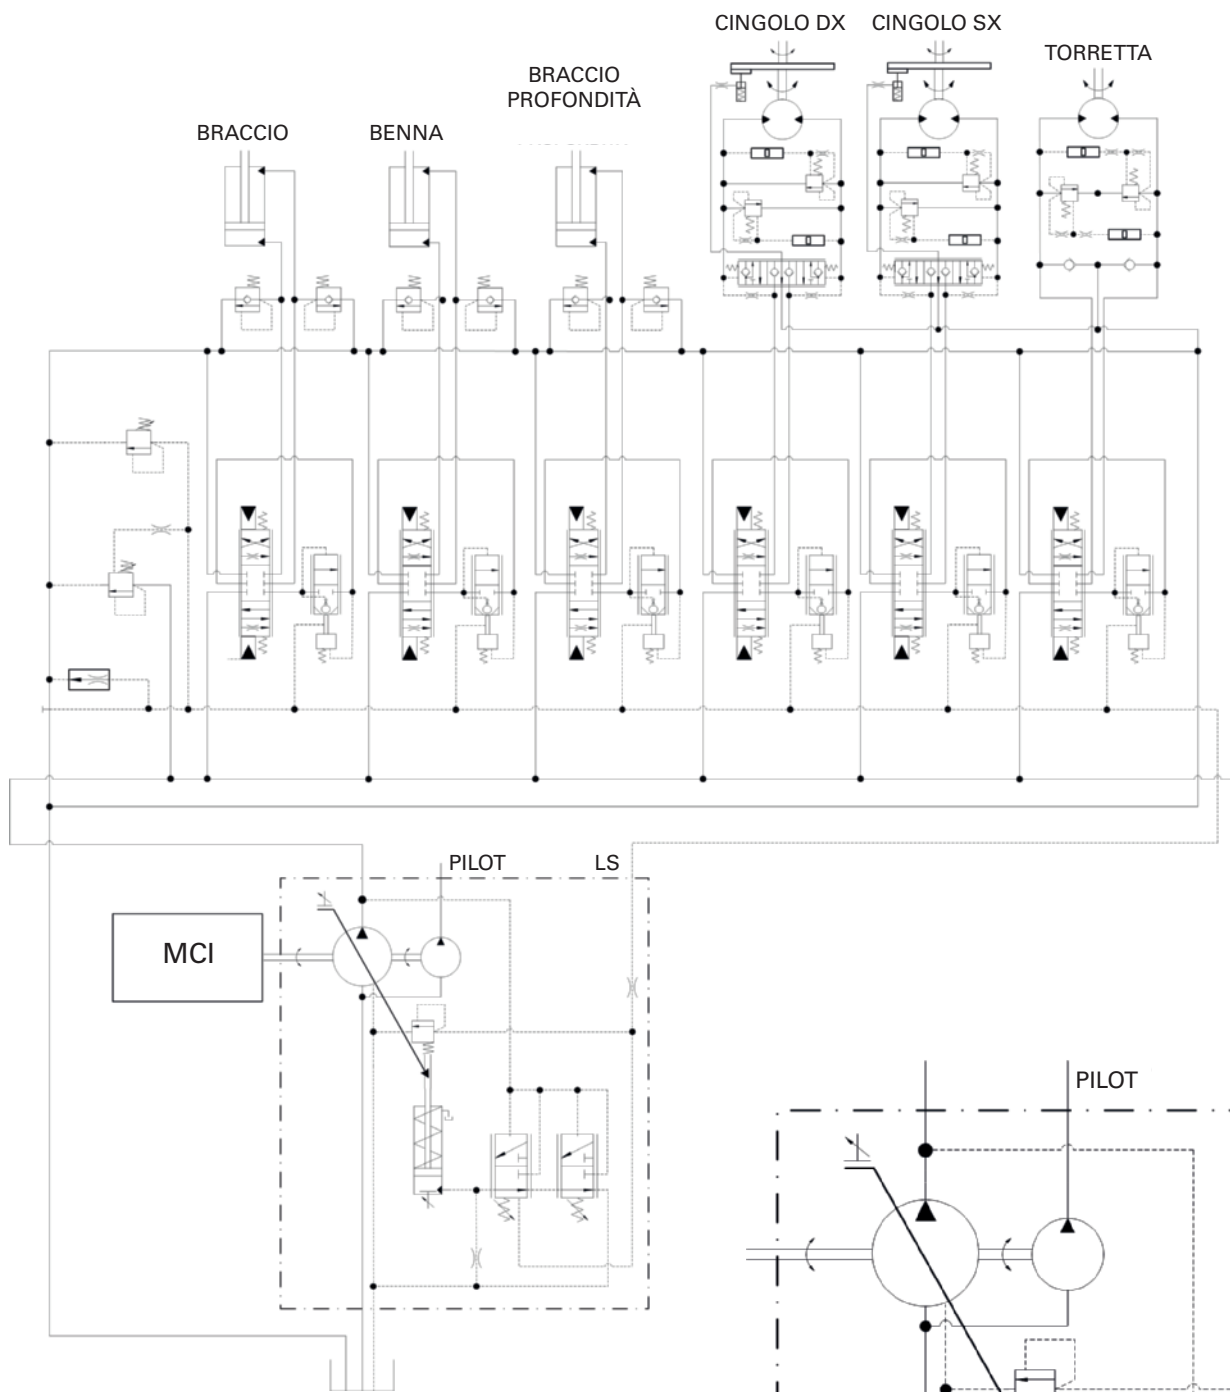 CINGOLO DX
CINGOLO SX
TORRETTA
BRACCIO
PROFONDITÀ
BRACCIO
BENNA
PILOT
LS
MCI
PILOT